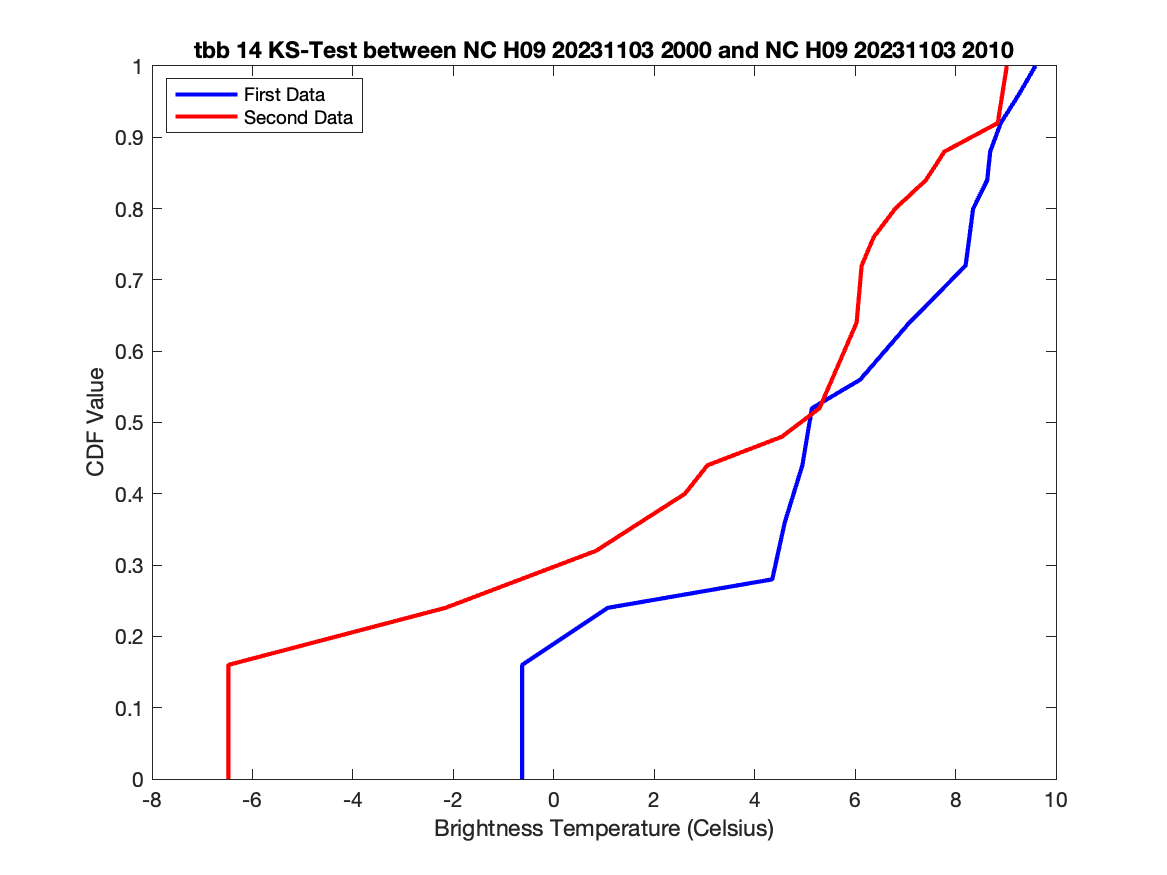 tbb 14 KS-Test between NC H09 20231103 2000 and NC H09 20231103 2010
First Data
Second Data
1
0.9
0.8
0.7
0.6
0.5
0.4
0.3
0.2
0.1
0
CDF Value
-8 -6 -4 -2 0 2 4 6 8 10
Brightness Temperature (Celsius)